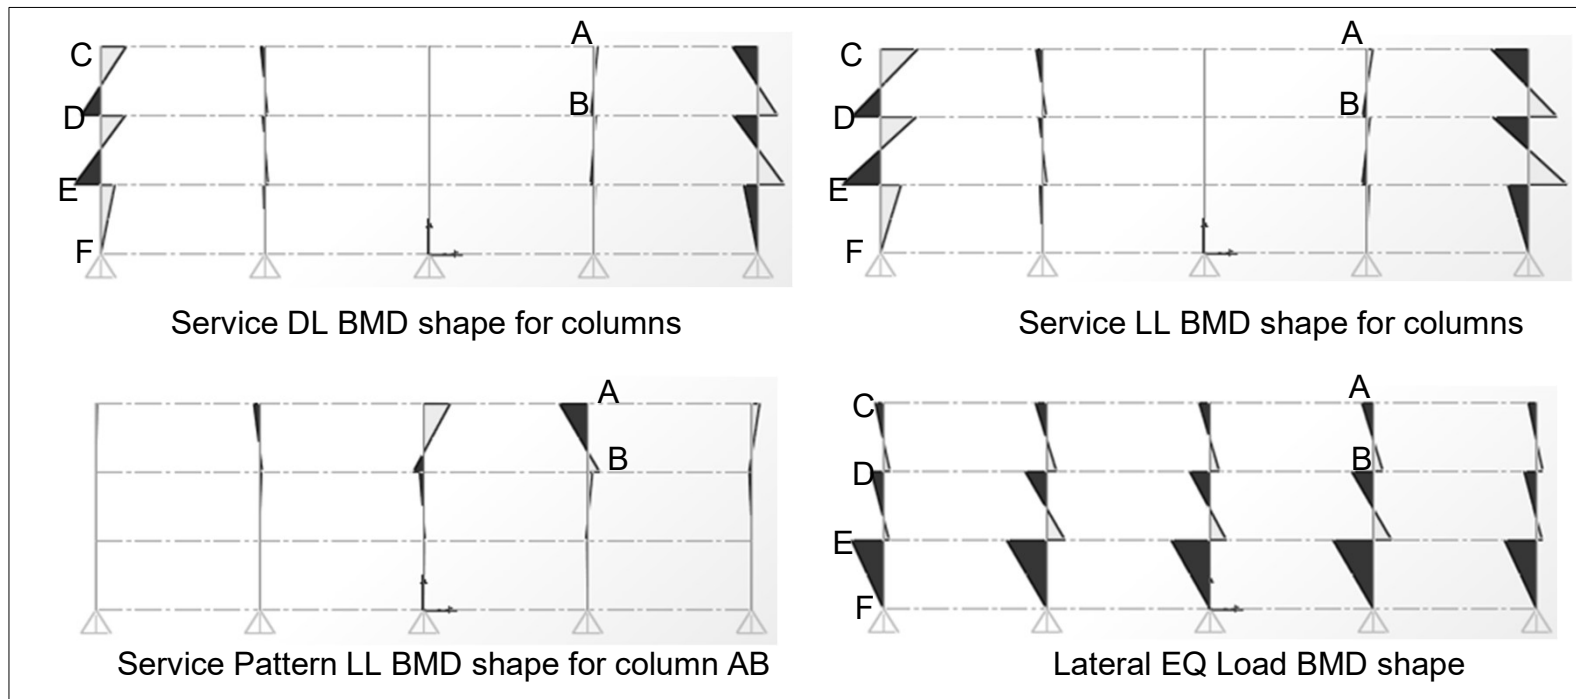 C
A
D
B
E
F
Service DL BMD shape for columns
C
A
D
B
E
F
Service LL BMD shape for columns
A
B
Service Pattern LL BMD shape for column AB
C
A
D
B
E
F
Lateral EQ Load BMD shape